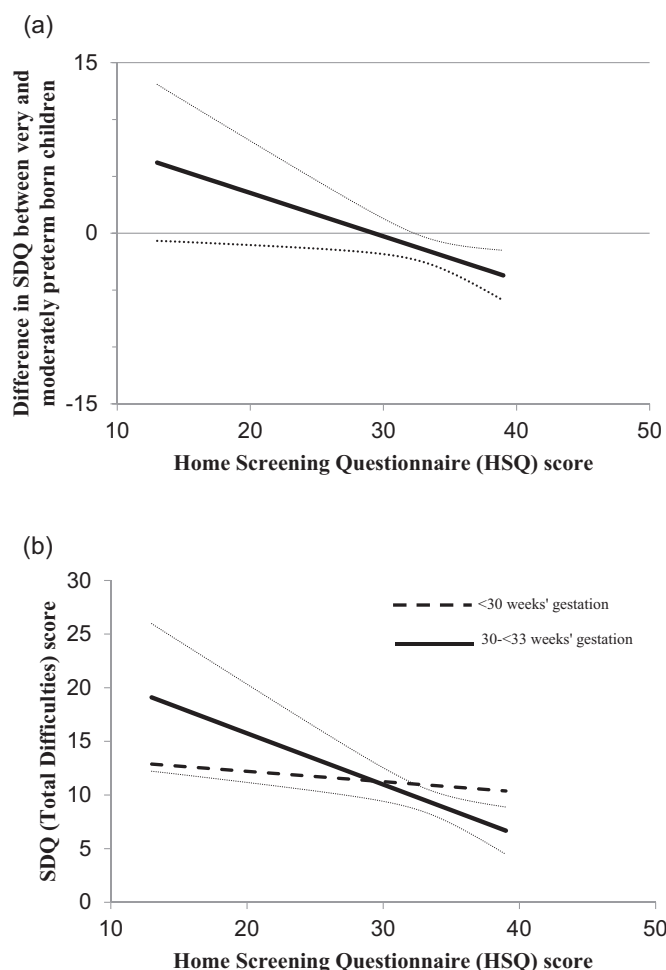 (a)
15
0
-15
10 20 30 40 50
Difference in SDQ between very and
moderately preterm born children
Home Screening Questionnaire (HSQ) score
(b)
30
25
20
15
10
5
0
10 20 30 40 50
SDQ (Total Difficulties) score
<30 weeks' gestation
30-<33 weeks' gestation
Home Screening Questionnaire (HSQ) score